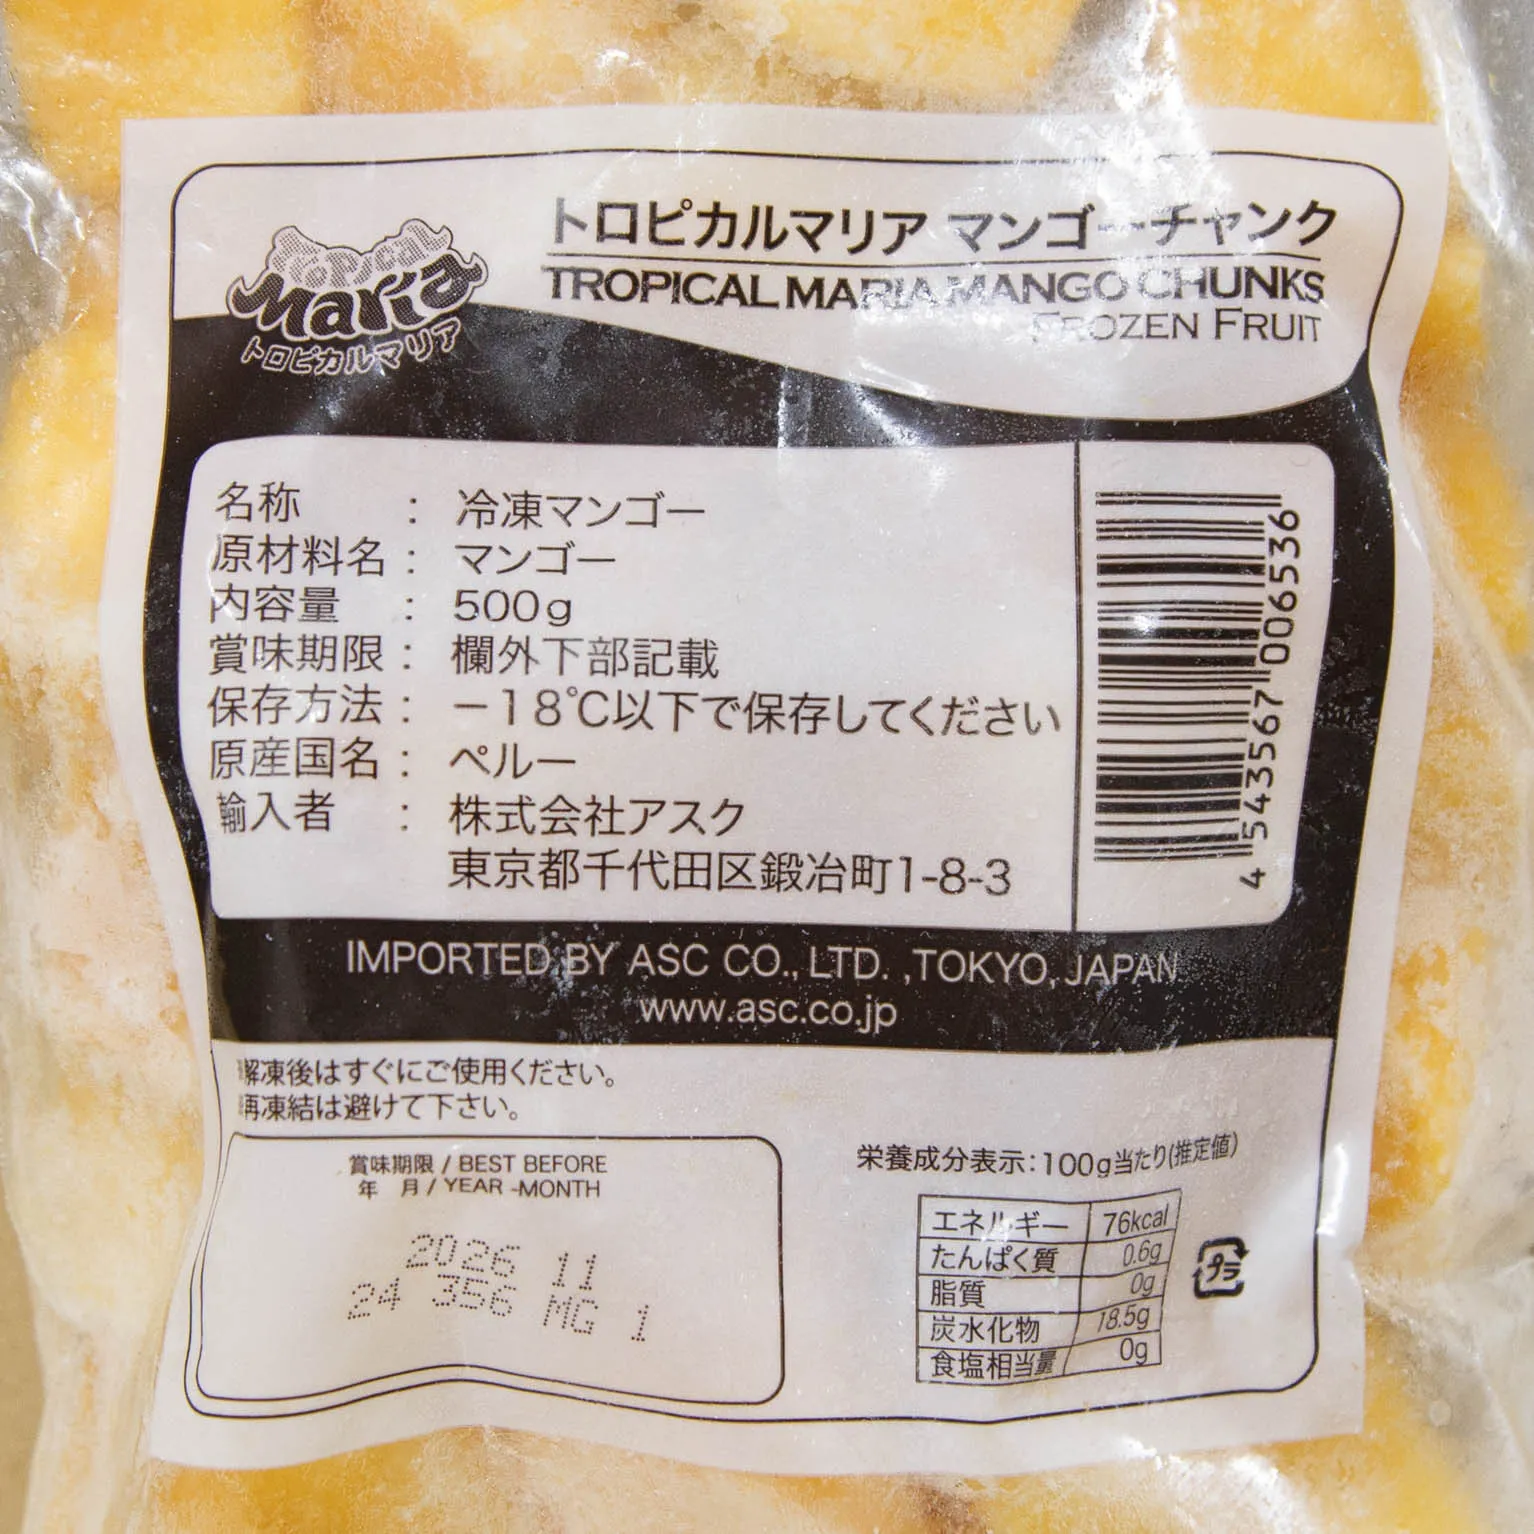 TROPICAL
Maria
トロピカルマリア
トロピカルマリア マンゴーチャンク
TROPICAL MARIA MANGO CHUNKS
FROZEN FRUIT
名称 : 冷凍マンゴー
原材料名 : マンゴー
内容量 : 500g
賞味期限 : 欄外下部記載
保存方法 : −18℃以下で保存してください
原産国名 : ペルー
輸入者 : 株式会社アスク
東京都千代田区鍛冶町1-8-3
4 543567 006536
IMPORTED BY ASC CO., LTD. ,TOKYO, JAPAN
www.asc.co.jp
解凍後はすぐにご使用ください。
再凍結は避けて下さい。
賞味期限 / BEST BEFORE
年 月 / YEAR -MONTH
2026 11
24 356 MG 1
栄養成分表示:100g当たり(推定値)
エネルギー 76kcal
たんぱく質 0.6g
脂質 0g
炭水化物 18.5g
食塩相当量 0g
プラ